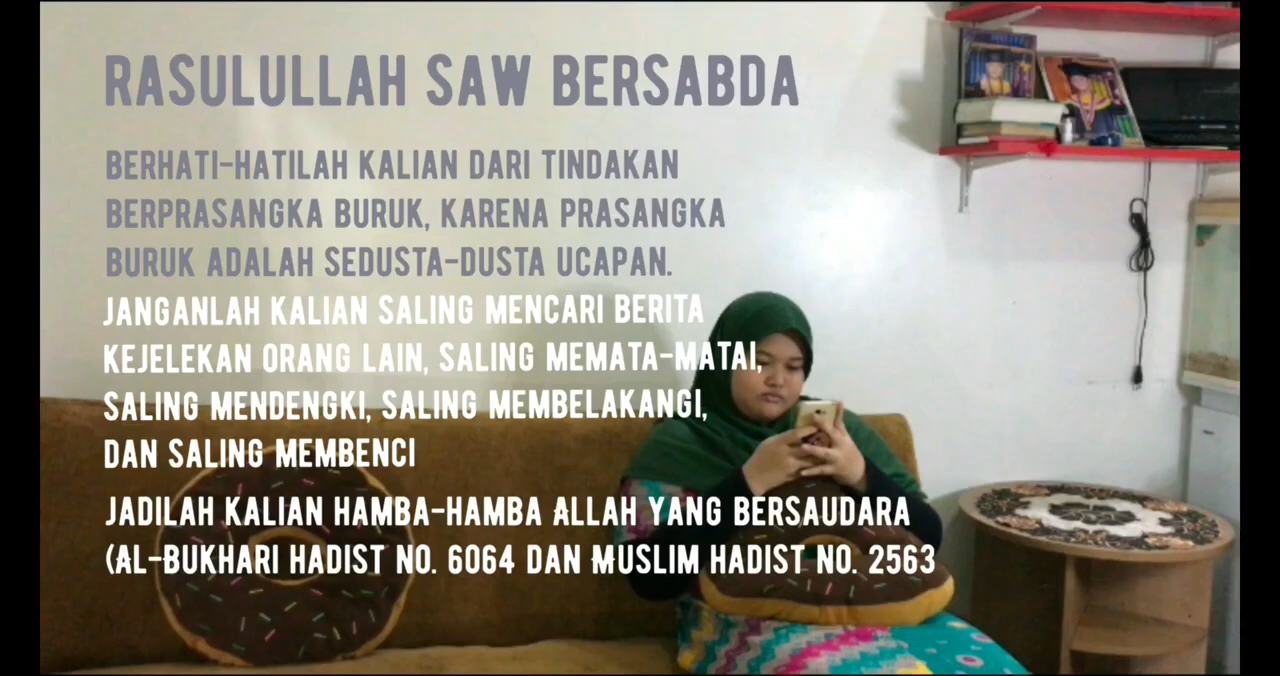 RASULULLAH SAW BERSABDA
BERHATI-HATILAH KALIAN DARI TINDAKAN
BERPRASANGKA BURUK, KARENA PRASANGKA
BURUK ADALAH SEDUSTA-DUSTA UCAPAN.
JANGANLAH KALIAN SALING MENCARI BERITA
KEJELEKAN ORANG LAIN, SALING MEMATA-MATAI,
SALING MENDENGKI, SALING MEMBELAKANGI,
DAN SALING MEMBENCI
JADILAH KALIAN HAMBA-HAMBA ALLAH YANG BERSAUDARA
(AL-BUKHARI HADIST NO. 6064 DAN MUSLIM HADIST NO. 2563